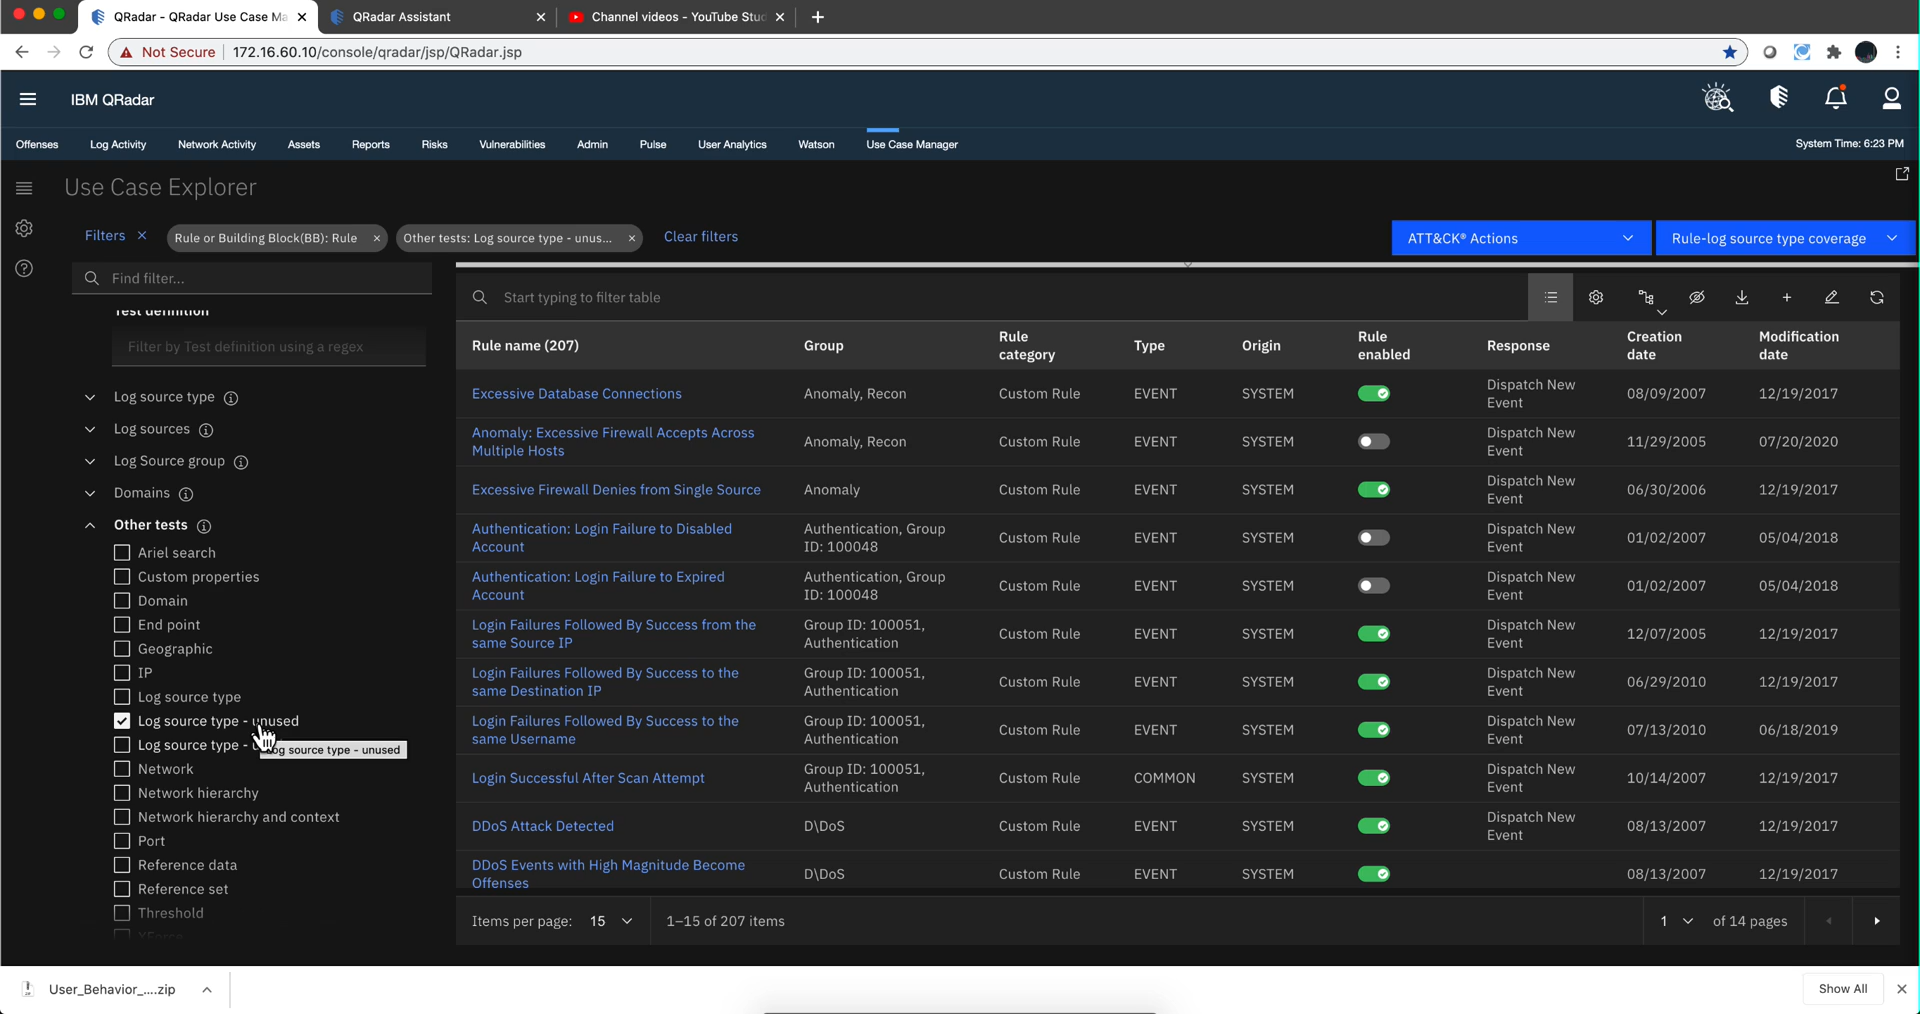 QRadar - QRadar Use Case Ma
QRadar Assistant
Channel videos - YouTube Stud
Not Secure
172.16.60.10/console/qradar/jsp/QRadar.jsp
IBM QRadar
Offenses
Log Activity
Network Activity
Assets
Reports
Risks
Vulnerabilities
Admin
Pulse
User Analytics
Watson
Use Case Manager
System Time: 6:23 PM
Use Case Explorer
Filters ×
Rule or Building Block(BB): Rule ×
Other tests: Log source type - unus... ×
Clear filters
ATT&CK® Actions
Rule-log source type coverage
Find filter...
Test definition
Filter by Test definition using a regex
Log source type
Log sources
Log Source group
Domains
Other tests
Ariel search
Custom properties
Domain
End point
Geographic
IP
Log source type
Log source type - unused
Log source type -
Log source type - unused
Network
Network hierarchy
Network hierarchy and context
Port
Reference data
Reference set
Threshold
XForce
Start typing to filter table
Rule name (207) Group Rule category Type Origin Rule enabled Response Creation date Modification date
Excessive Database Connections Anomaly, Recon Custom Rule EVENT SYSTEM Dispatch New Event 08/09/2007 12/19/2017
Anomaly: Excessive Firewall Accepts Across Multiple Hosts Anomaly, Recon Custom Rule EVENT SYSTEM Dispatch New Event 11/29/2005 07/20/2020
Excessive Firewall Denies from Single Source Anomaly Custom Rule EVENT SYSTEM Dispatch New Event 06/30/2006 12/19/2017
Authentication: Login Failure to Disabled Account Authentication, Group ID: 100048 Custom Rule EVENT SYSTEM Dispatch New Event 01/02/2007 05/04/2018
Authentication: Login Failure to Expired Account Authentication, Group ID: 100048 Custom Rule EVENT SYSTEM Dispatch New Event 01/02/2007 05/04/2018
Login Failures Followed By Success from the same Source IP Group ID: 100051, Authentication Custom Rule EVENT SYSTEM Dispatch New Event 12/07/2005 12/19/2017
Login Failures Followed By Success to the same Destination IP Group ID: 100051, Authentication Custom Rule EVENT SYSTEM Dispatch New Event 06/29/2010 12/19/2017
Login Failures Followed By Success to the same Username Group ID: 100051, Authentication Custom Rule EVENT SYSTEM Dispatch New Event 07/13/2010 06/18/2019
Login Successful After Scan Attempt Group ID: 100051, Authentication Custom Rule COMMON SYSTEM Dispatch New Event 10/14/2007 12/19/2017
DDoS Attack Detected D\DoS Custom Rule EVENT SYSTEM Dispatch New Event 08/13/2007 12/19/2017
DDoS Events with High Magnitude Become Offenses D\DoS Custom Rule EVENT SYSTEM 08/13/2007 12/19/2017
Items per page: 15
1–15 of 207 items
1 of 14 pages
User_Behavior_....zip
Show All